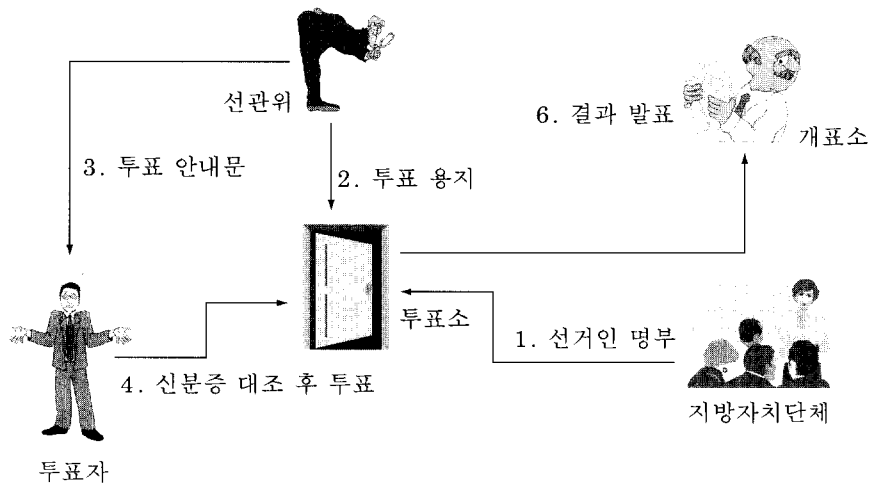 선관위
6. 결과 발표
개표소
3. 투표 안내문
2. 투표 용지
투표소
1. 선거인 명부
4. 신분증 대조 후 투표
지방자치단체
투표자